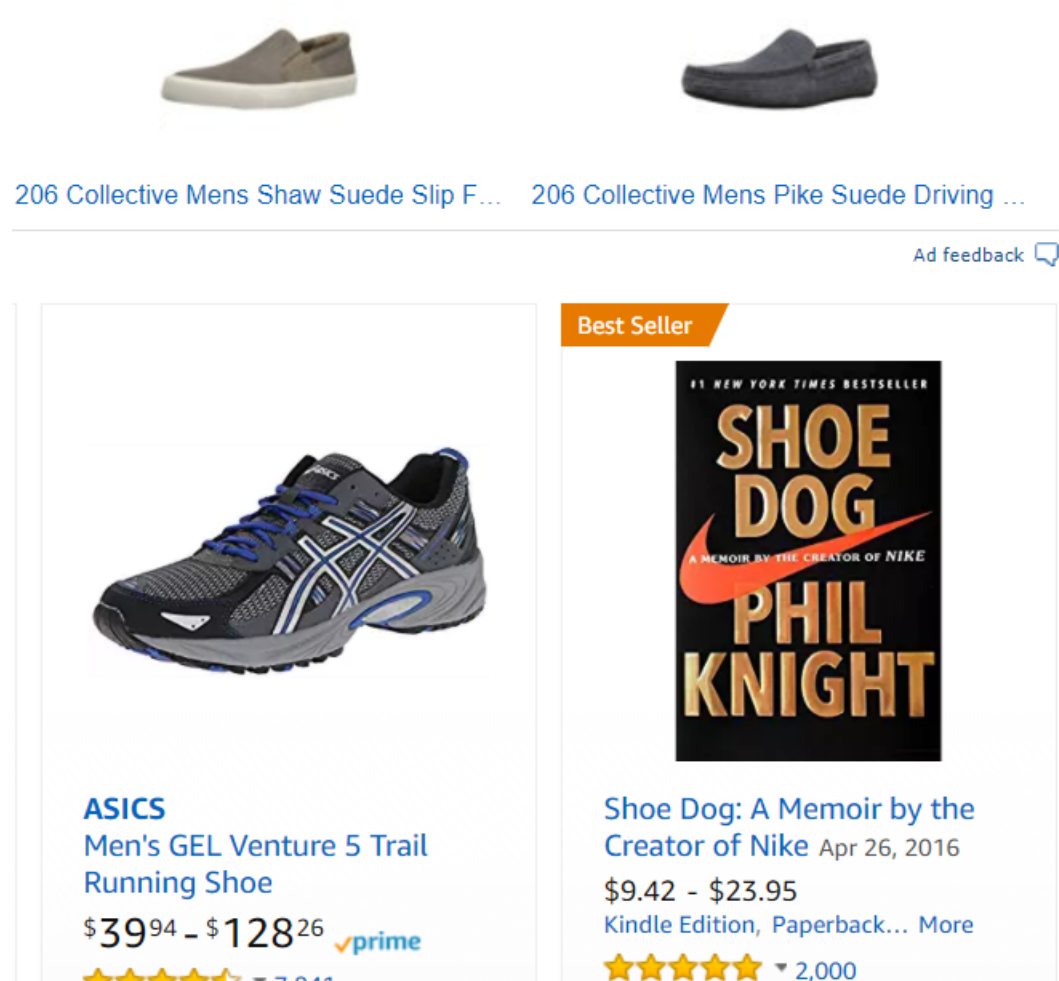 206 Collective Mens Shaw Suede Slip F...
206 Collective Mens Pike Suede Driving ...
Ad feedback
ASICS
ASICS
Men's GEL Venture 5 Trail
Running Shoe
$39 94 - $128 26 prime
Best Seller
#1 NEW YORK TIMES BESTSELLER
SHOE
DOG
A MEMOIR BY THE CREATOR OF NIKE
PHIL
KNIGHT
Shoe Dog: A Memoir by the
Creator of Nike Apr 26, 2016
$9.42 - $23.95
Kindle Edition, Paperback... More
2,000